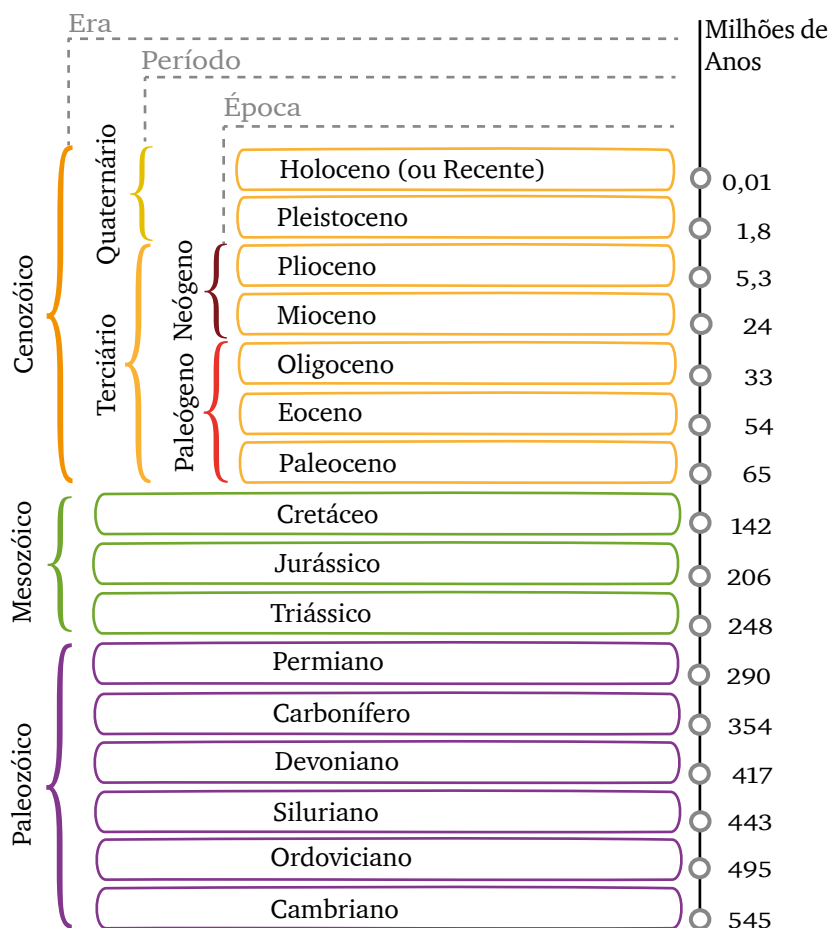 Era
Milhões de
Anos
Período
Época
Cenozóico
Quaternário
Holoceno (ou Recente)
0,01
Pleistoceno
1,8
Terciário
Neógeno
Plioceno
5,3
Mioceno
24
Paleógeno
Oligoceno
33
Eoceno
54
Paleoceno
65
Mesozóico
Cretáceo
142
Jurássico
206
Triássico
248
Paleozóico
Permiano
290
Carbonífero
354
Devoniano
417
Siluriano
443
Ordoviciano
495
Cambriano
545